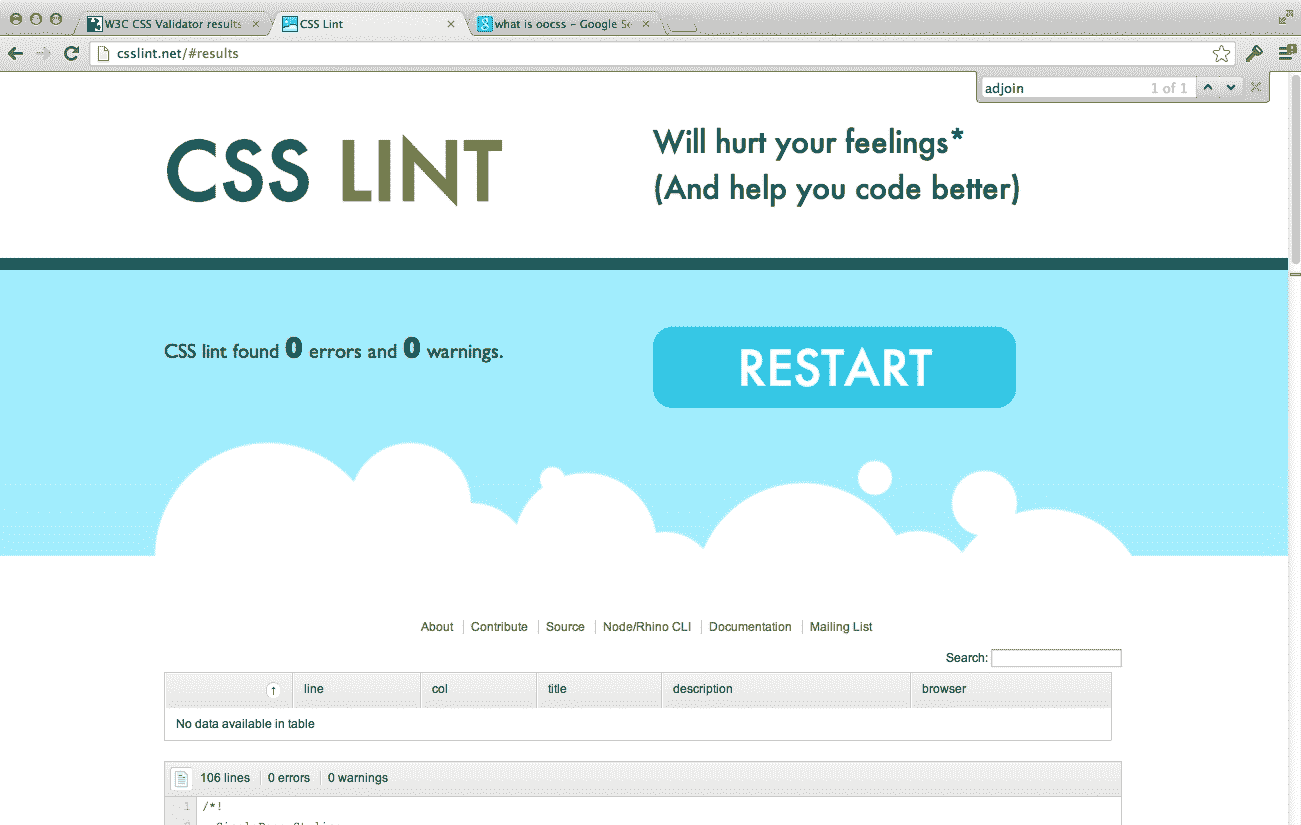 W3C CSS Validator results
CSS Lint
what is oocss - Google Se
csslint.net/#results
adjoin 1 of 1
CSS LINT
Will hurt your feelings*
(And help you code better)
CSS lint found 0 errors and 0 warnings.
RESTART
About Contribute Source Node/Rhino CLI Documentation Mailing List
Search:
↑ line col title description browser
No data available in table
106 lines 0 errors 0 warnings
1 /*!